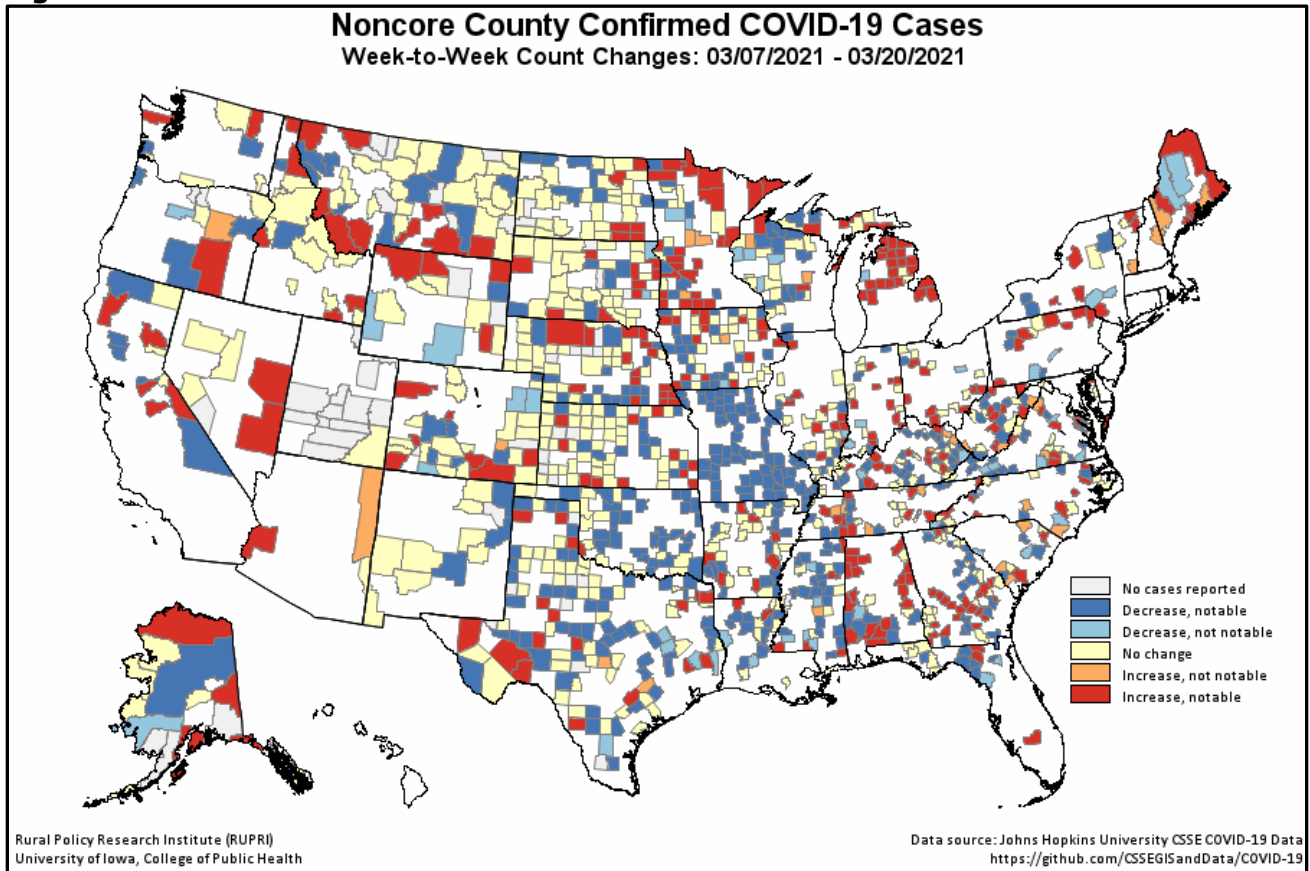 Noncore County Confirmed COVID-19 Cases
Week-to-Week Count Changes: 03/07/2021 - 03/20/2021
No cases reported
Decrease, notable
Decrease, not notable
No change
Increase, not notable
Increase, notable
Rural Policy Research Institute (RUPRI)
University of Iowa, College of Public Health
Data source: Johns Hopkins University CSSE COVID-19 Data
https://github.com/CSSEGISandData/COVID-19